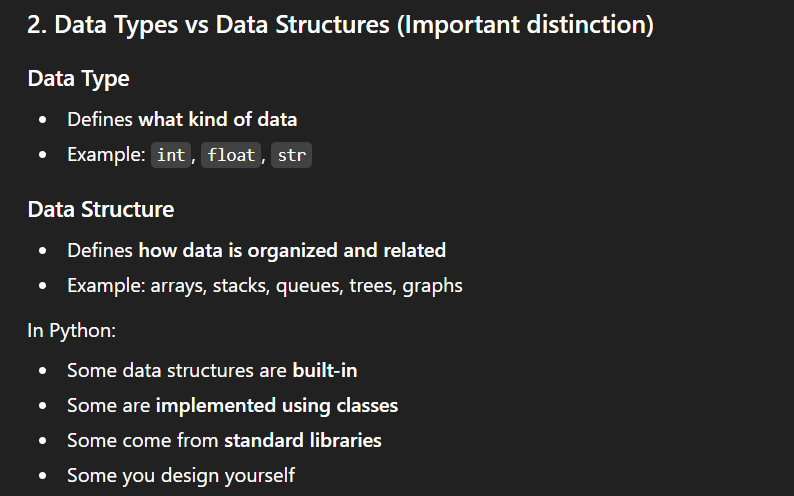 2. Data Types vs Data Structures (Important distinction)
Data Type
• Defines what kind of data
• Example: int, float, str
Data Structure
• Defines how data is organized and related
• Example: arrays, stacks, queues, trees, graphs
In Python:
• Some data structures are built-in
• Some are implemented using classes
• Some come from standard libraries
• Some you design yourself